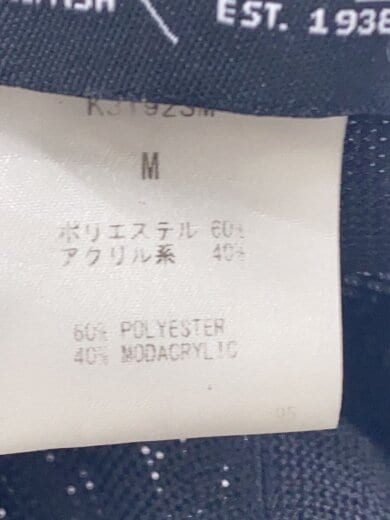 EST. 1938
M
ポリエステル 60%
アクリル系 40%
60% POLYESTER
40% MODACRYLIC